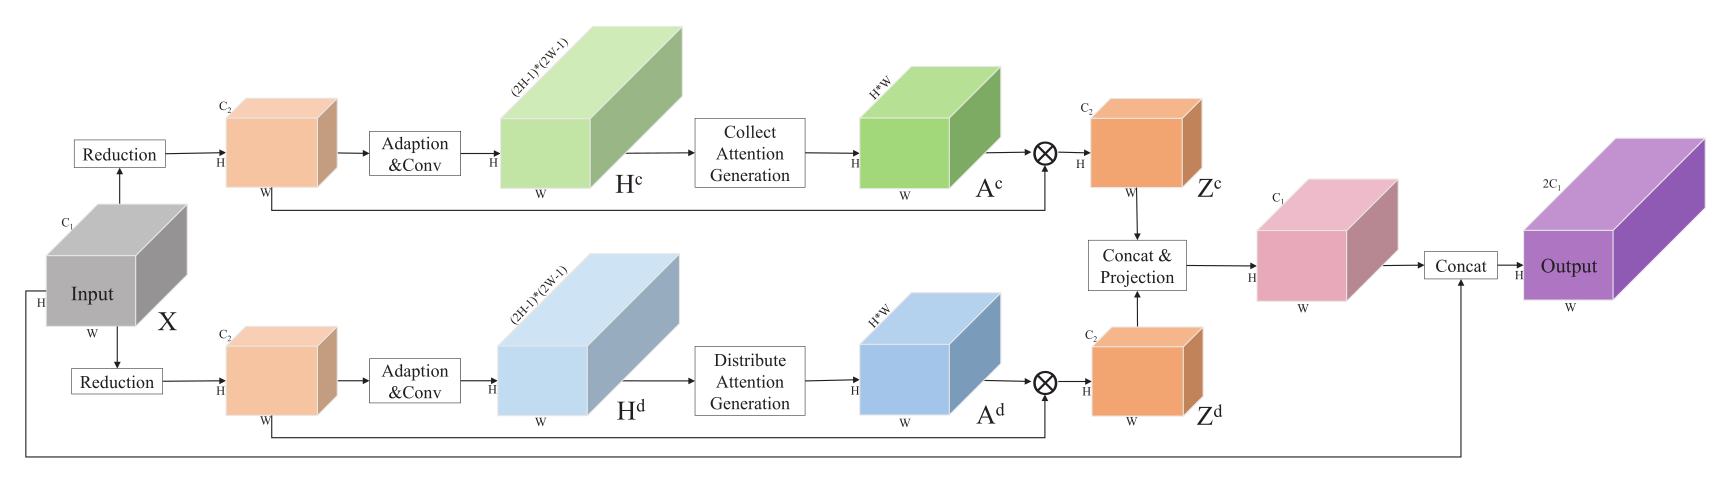 Reduction
C₂
H
W
Adaption
&Conv
(2H-1)*(2W-1)
H
W
Hᶜ
Collect
Attention
Generation
H*W
H
W
Aᶜ
C₂
H
W
Zᶜ
C₁
Input
H
W
X
Concat &
Projection
C₁
H
W
Concat
2C₁
Output
H
W
Reduction
C₂
H
W
Adaption
&Conv
(2H-1)*(2W-1)
H
W
Hᵈ
Distribute
Attention
Generation
H*W
H
W
Aᵈ
C₂
H
W
Zᵈ